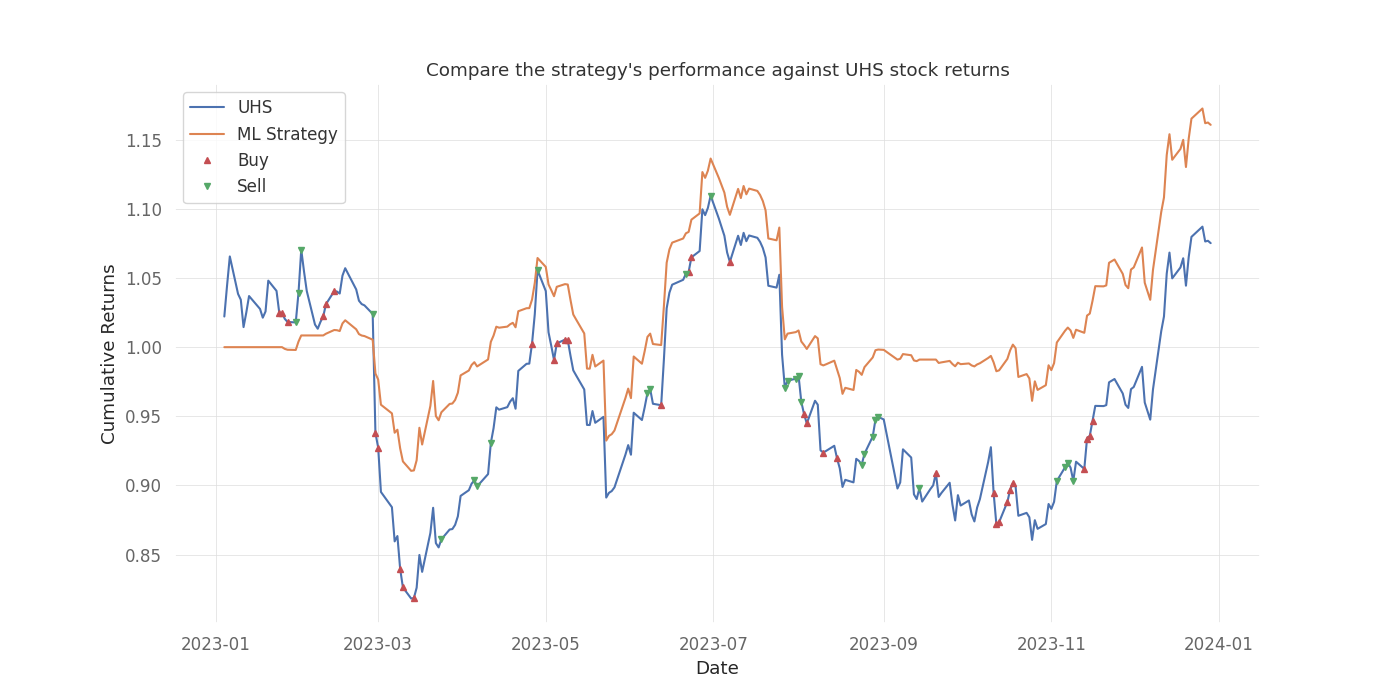 Compare the strategy's performance against UHS stock returns
UHS
ML Strategy
Buy
Sell
1.15
1.10
1.05
1.00
0.95
0.90
0.85
Cumulative Returns
2023-01
2023-03
2023-05
2023-07
2023-09
2023-11
2024-01
Date